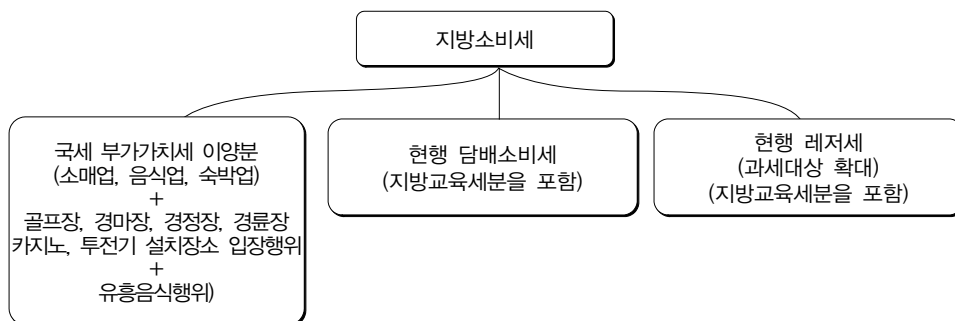 지방소비세
국세 부가가치세 이양분
(소매업, 음식업, 숙박업)
+
골프장, 경마장, 경정장, 경륜장
카지노, 투전기 설치장소 입장행위
+
유흥음식행위)
현행 담배소비세
(지방교육세분을 포함)
현행 레저세
(과세대상 확대)
(지방교육세분을 포함)